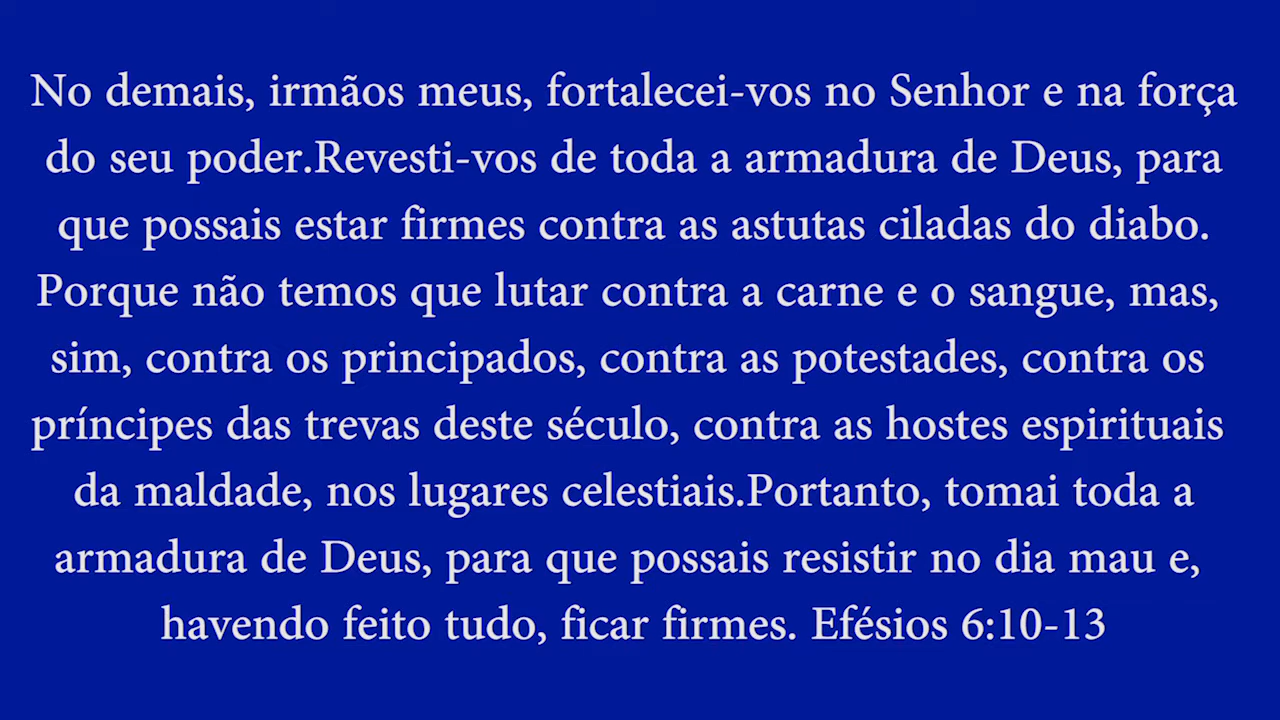 No demais, irmãos meus, fortalecei-vos no Senhor e na força
do seu poder.Revesti-vos de toda a armadura de Deus, para
que possais estar firmes contra as astutas ciladas do diabo.
Porque não temos que lutar contra a carne e o sangue, mas,
sim, contra os principados, contra as potestades, contra os
príncipes das trevas deste século, contra as hostes espirituais
da maldade, nos lugares celestiais.Portanto, tomai toda a
armadura de Deus, para que possais resistir no dia mau e,
havendo feito tudo, ficar firmes. Efésios 6:10-13